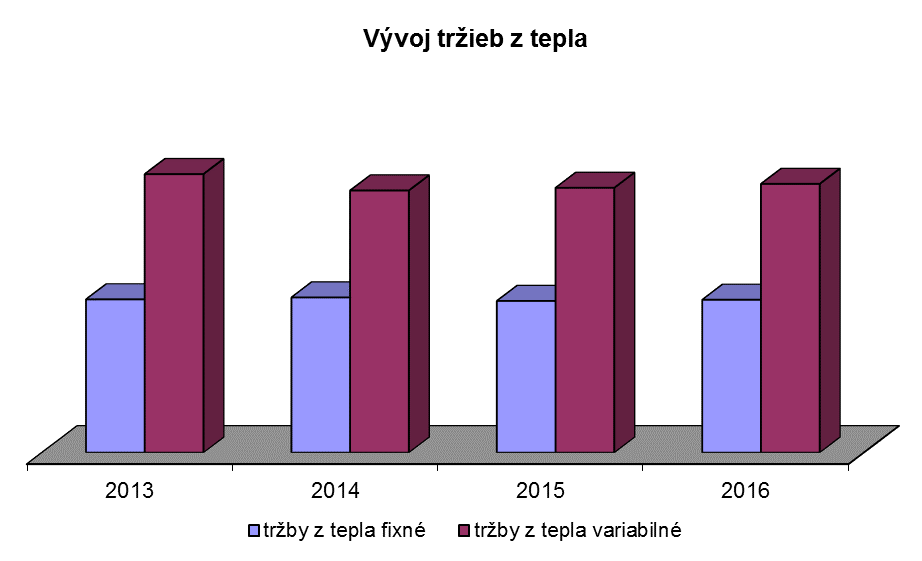 Vývoj tržieb z tepla
2013 2014 2015 2016
tržby z tepla fixné tržby z tepla variabilné